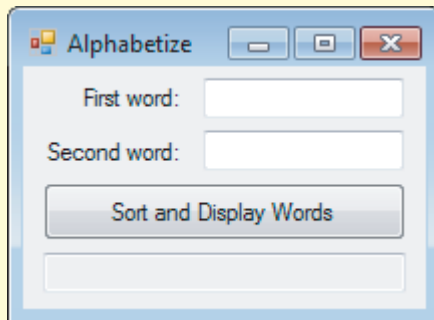 Alphabetize
First word:
Second word:
Sort and Display Words